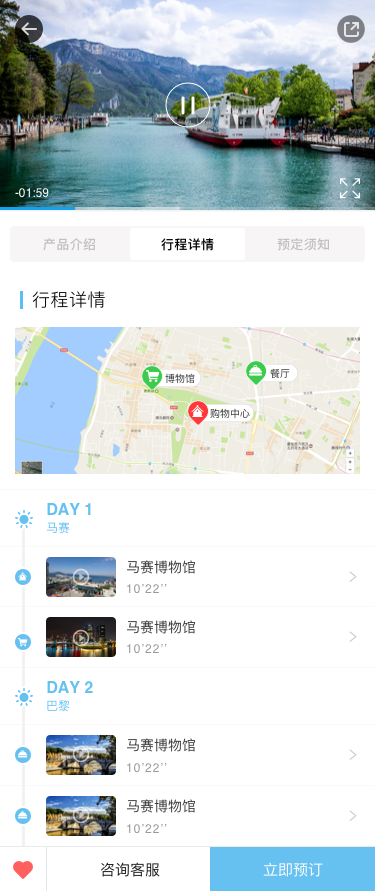 -01:59
产品介绍
行程详情
预定须知
行程详情
博物馆
餐厅
购物中心
DAY 1
马赛
马赛博物馆
10'22''
马赛博物馆
10'22''
DAY 2
巴黎
马赛博物馆
10'22''
马赛博物馆
10'22''
咨询客服
立即预订